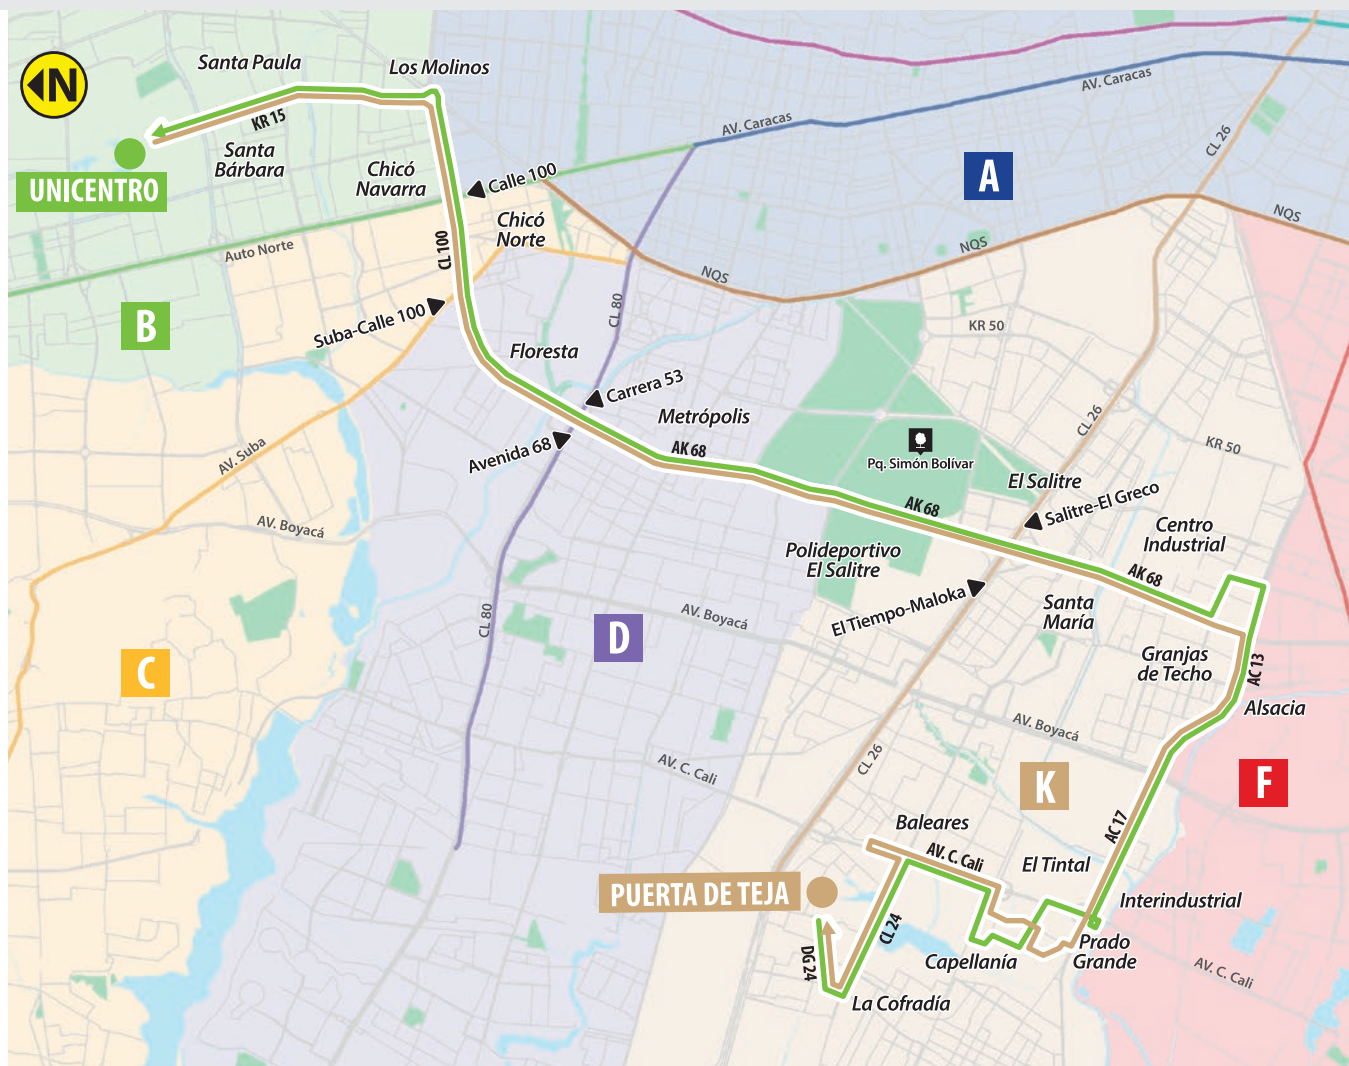 N
Santa Paula
Los Molinos
KR 15
Santa
Bárbara
Chicó
Navarra
UNICENTRO
Calle 100
Chicó
Norte
Auto Norte
CL 100
AV. Caracas
AV. Caracas
CL 26
A
NQS
NQS
NQS
B
Suba-Calle 100
CL 80
KR 50
Floresta
Carrera 53
Metrópolis
AV. Suba
Avenida 68
AK 68
Pq. Simón Bolívar
CL 26
KR 50
El Salitre
Salitre-El Greco
AK 68
AV. Boyacá
Centro
Industrial
Polideportivo
El Salitre
AK 68
El Tiempo-Maloka
Santa
María
CL 80
D
AV. Boyacá
Granjas
de Techo
AC 13
C
Alsacia
AV. Boyacá
CL 26
AV. C. Cali
K
F
Baleares
AC 17
AV. C. Cali
El Tintal
PUERTA DE TEJA
Interindustrial
CL 24
DG 24
Capellanía
Prado
Grande
AV. C. Cali
La Cofradía